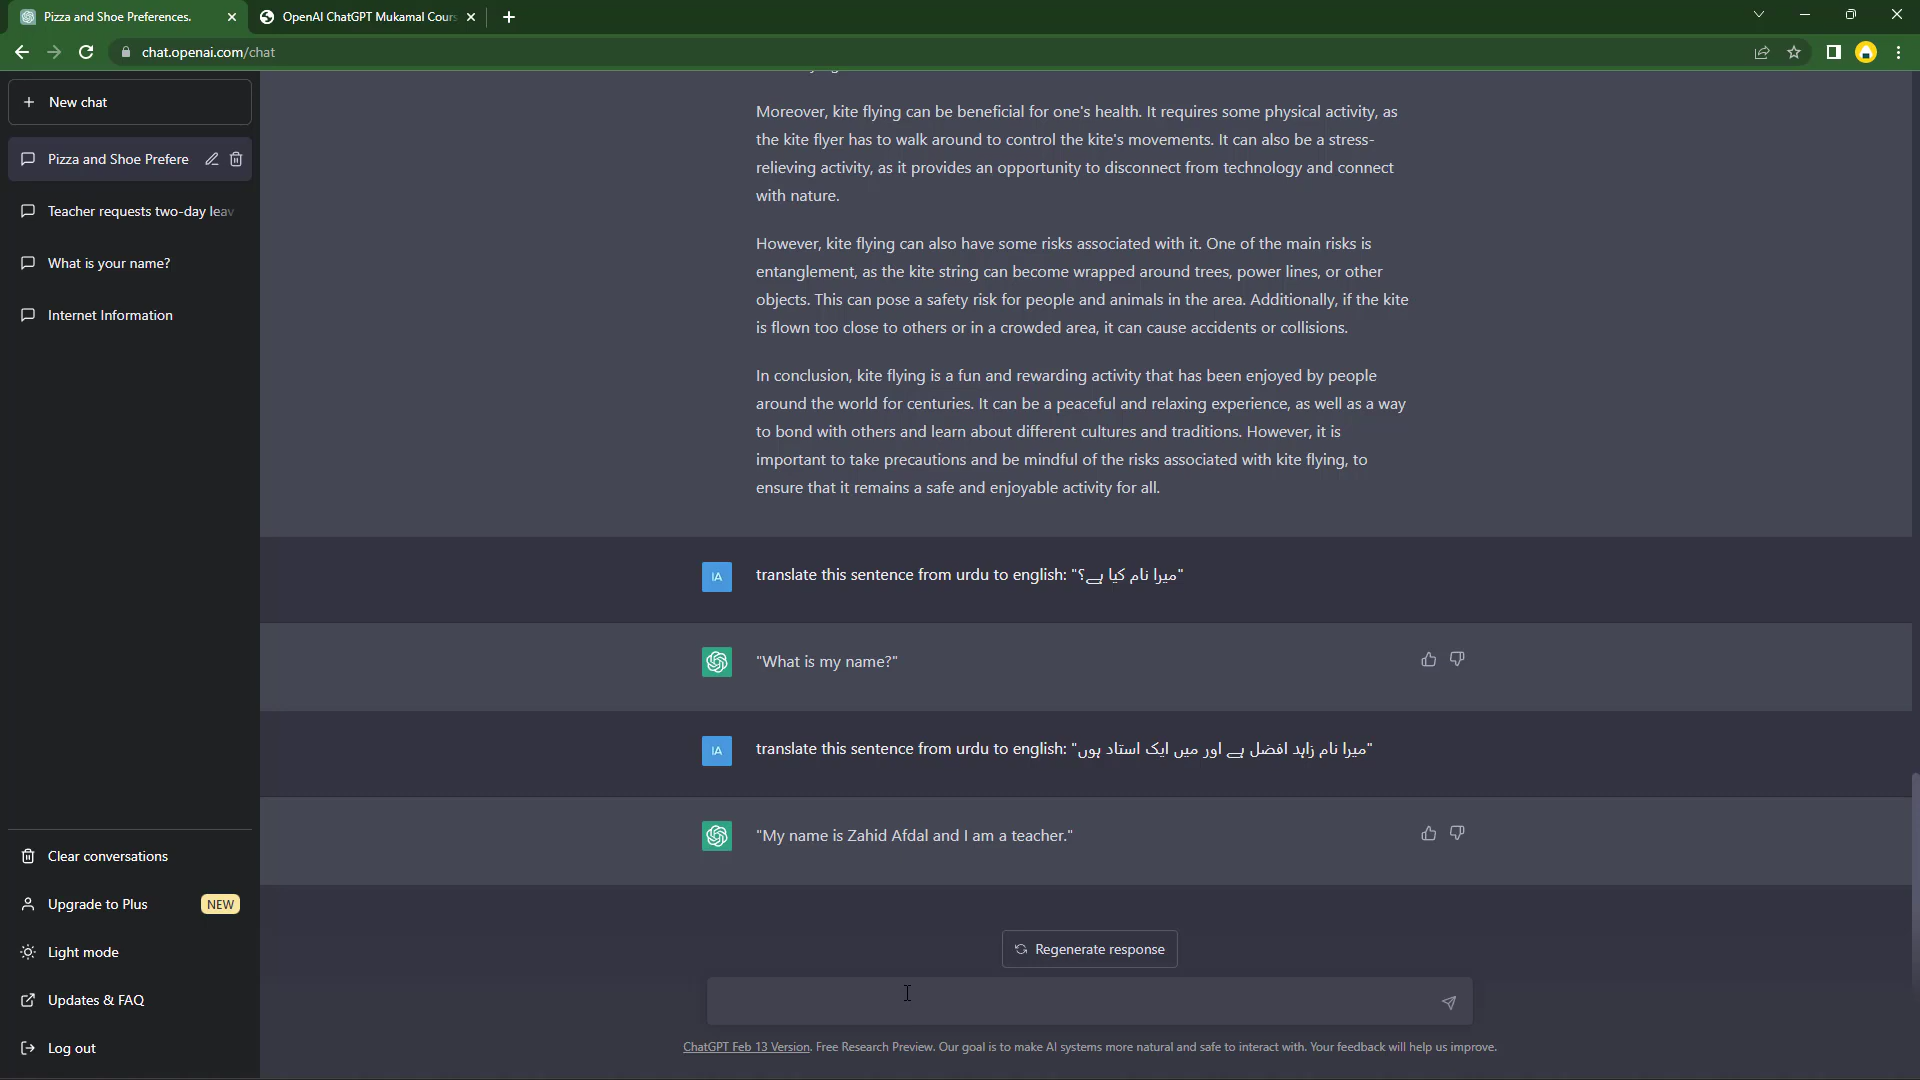 Pizza and Shoe Preferences.
OpenAI ChatGPT Mukamal Cours
chat.openai.com/chat
New chat
Pizza and Shoe Prefere
Teacher requests two-day leav
What is your name?
Internet Information
Clear conversations
Upgrade to Plus NEW
Light mode
Updates & FAQ
Log out
Moreover, kite flying can be beneficial for one's health. It requires some physical activity, as
the kite flyer has to walk around to control the kite's movements. It can also be a stress-
relieving activity, as it provides an opportunity to disconnect from technology and connect
with nature.
However, kite flying can also have some risks associated with it. One of the main risks is
entanglement, as the kite string can become wrapped around trees, power lines, or other
objects. This can pose a safety risk for people and animals in the area. Additionally, if the kite
is flown too close to others or in a crowded area, it can cause accidents or collisions.
In conclusion, kite flying is a fun and rewarding activity that has been enjoyed by people
around the world for centuries. It can be a peaceful and relaxing experience, as well as a way
to bond with others and learn about different cultures and traditions. However, it is
important to take precautions and be mindful of the risks associated with kite flying, to
ensure that it remains a safe and enjoyable activity for all.
IA
translate this sentence from urdu to english: "میرا نام کیا ہے؟"
"What is my name?"
IA
translate this sentence from urdu to english: "میرا نام زاہد افضل ہے اور میں ایک استاد ہوں"
"My name is Zahid Afdal and I am a teacher."
Regenerate response
ChatGPT Feb 13 Version. Free Research Preview. Our goal is to make AI systems more natural and safe to interact with. Your feedback will help us improve.